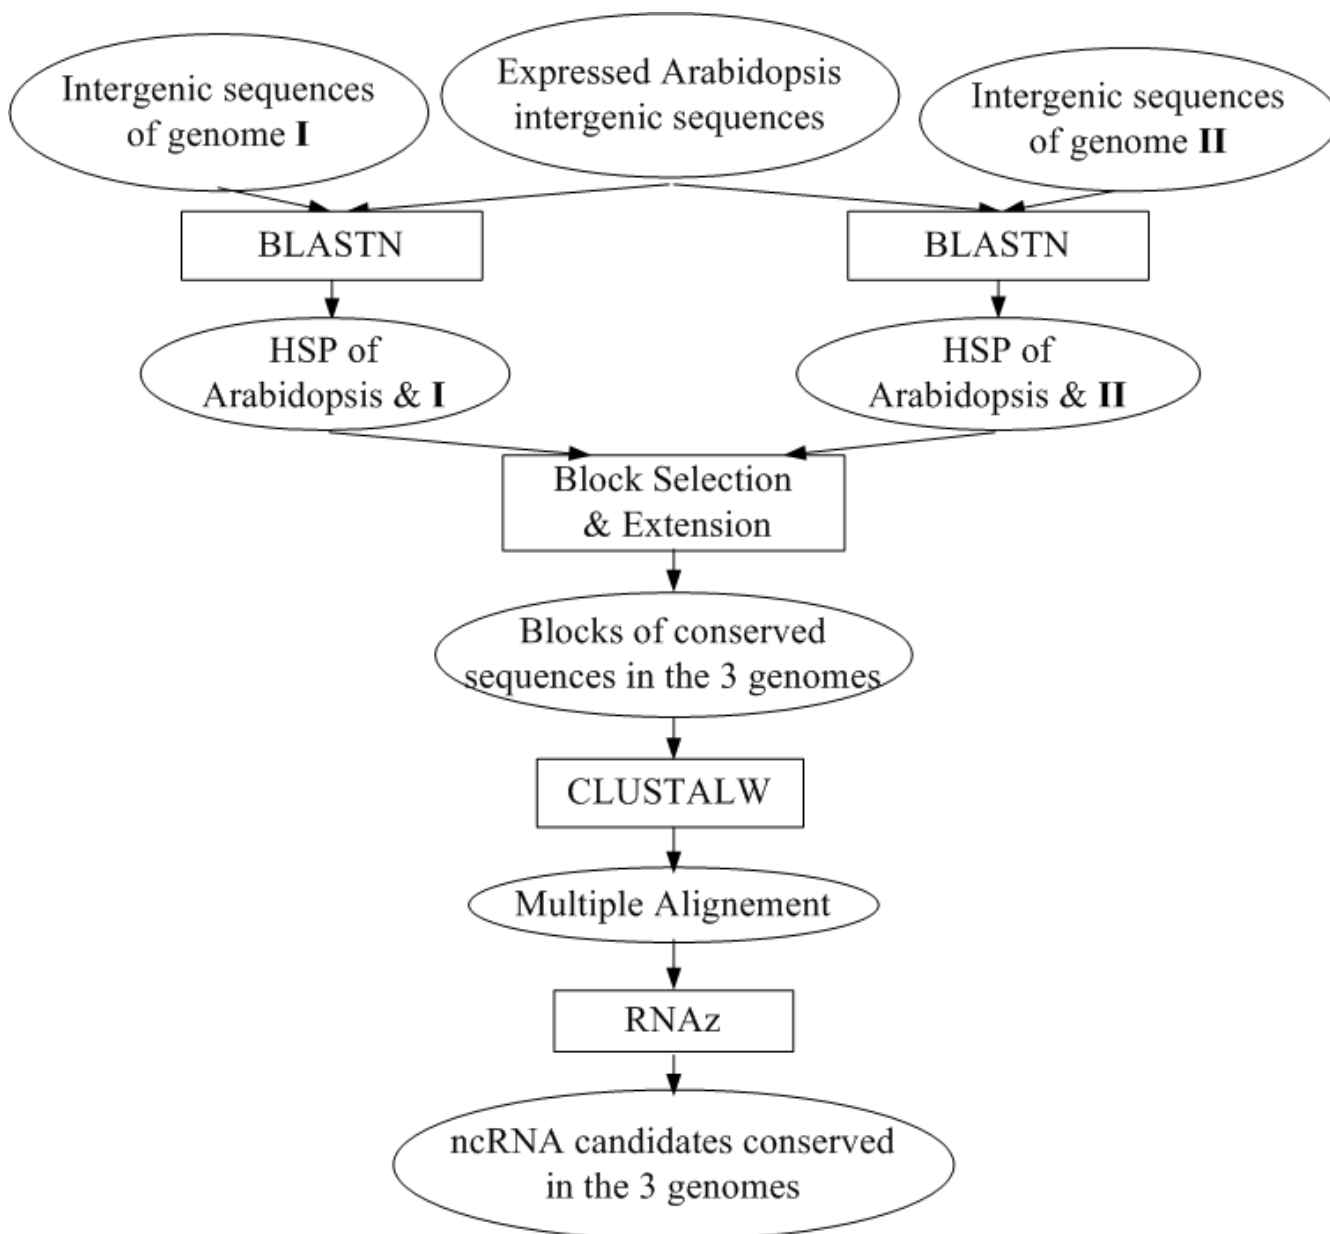 Intergenic sequences
of genome I
Expressed Arabidopsis
intergenic sequences
Intergenic sequences
of genome II
BLASTN
BLASTN
HSP of
Arabidopsis & I
HSP of
Arabidopsis & II
Block Selection
& Extension
Blocks of conserved
sequences in the 3 genomes
CLUSTALW
Multiple Alignement
RNAz
ncRNA candidates conserved
in the 3 genomes